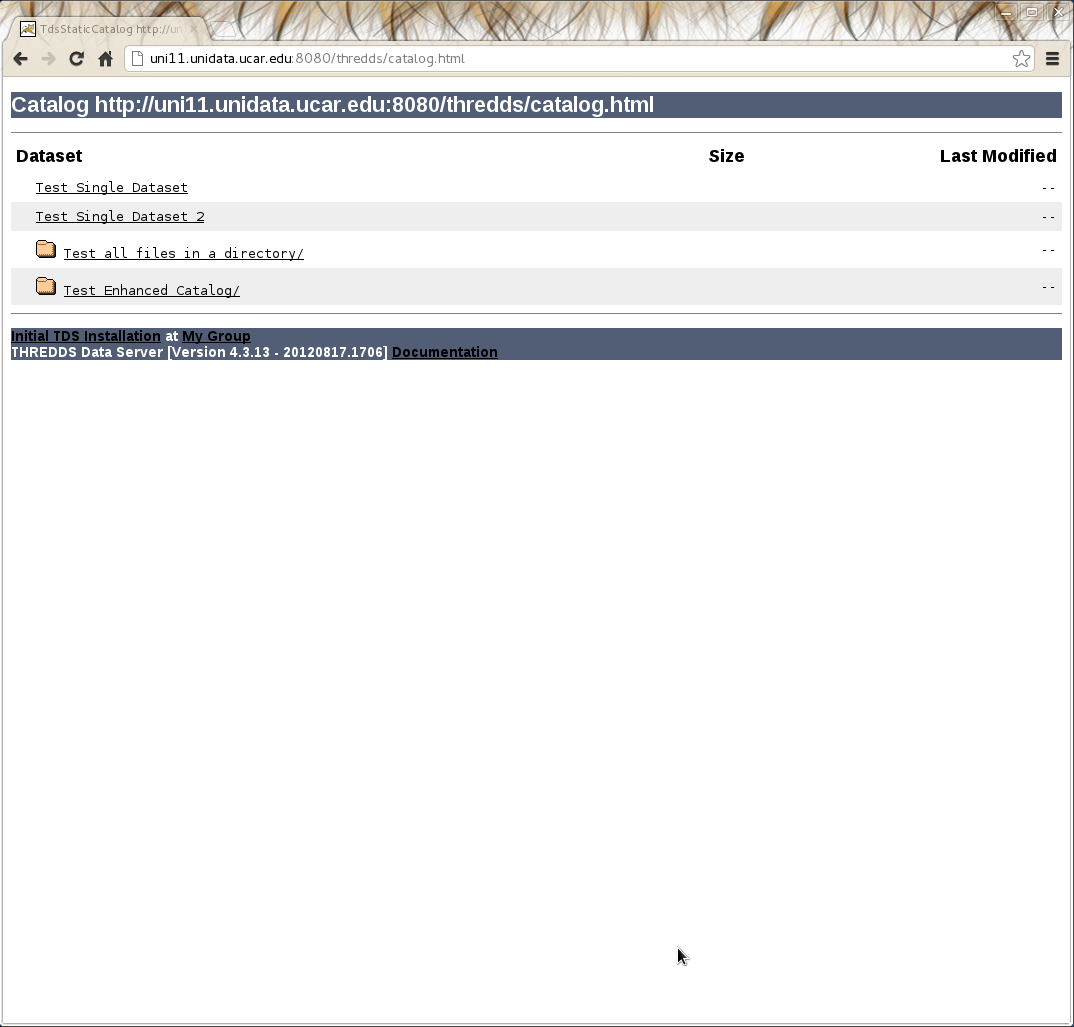 TdsStaticCatalog http://un
uni11.unidata.ucar.edu:8080/thredds/catalog.html
Catalog http://uni11.unidata.ucar.edu:8080/thredds/catalog.html
Dataset Size Last Modified
Test Single Dataset --
Test Single Dataset 2 --
Test all files in a directory/ --
Test Enhanced Catalog/ --
Initial TDS Installation at My Group
THREDDS Data Server [Version 4.3.13 - 20120817.1706] Documentation